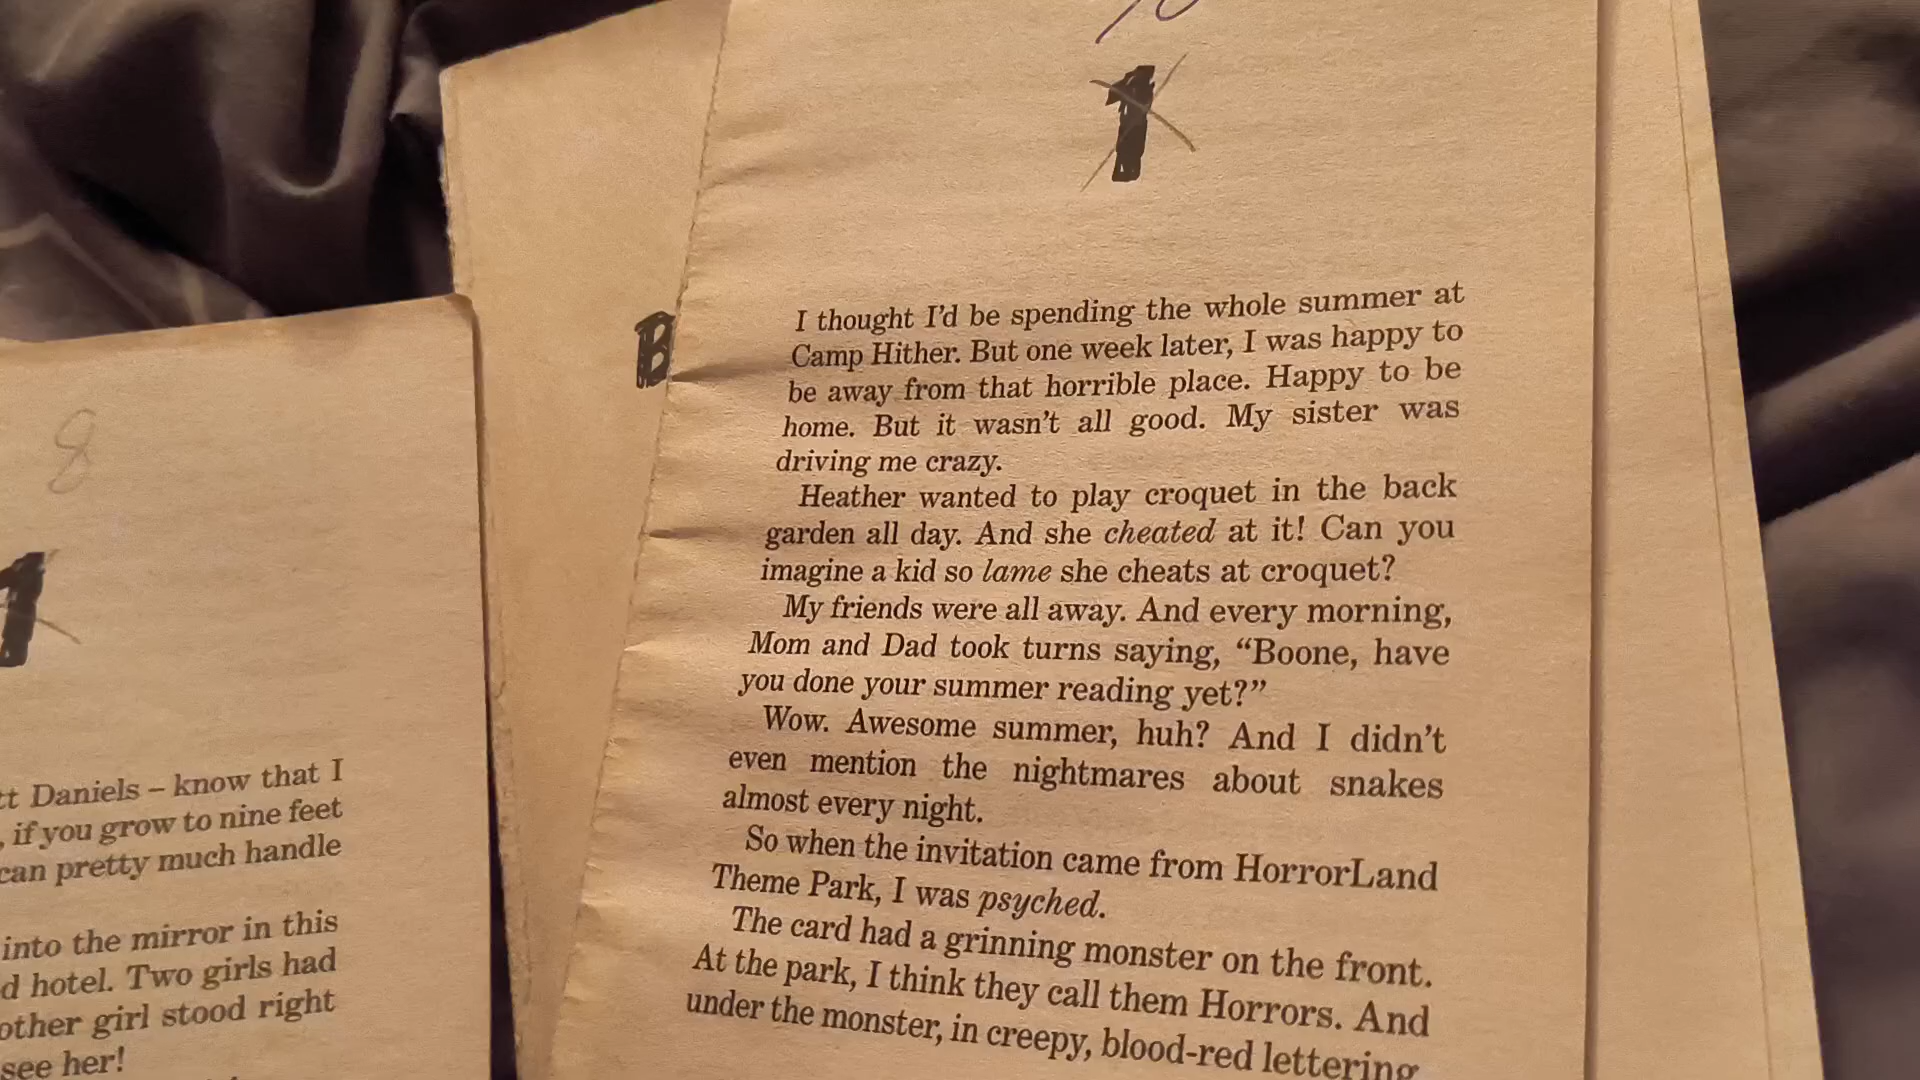 8
1
tt Daniels – know that I
, if you grow to nine feet
can pretty much handle
into the mirror in this
d hotel. Two girls had
other girl stood right
see her!
B
1
I thought I'd be spending the whole summer at
Camp Hither. But one week later, I was happy to
be away from that horrible place. Happy to be
home. But it wasn't all good. My sister was
driving me crazy.
Heather wanted to play croquet in the back
garden all day. And she cheated at it! Can you
imagine a kid so lame she cheats at croquet?
My friends were all away. And every morning,
Mom and Dad took turns saying, “Boone, have
you done your summer reading yet?”
Wow. Awesome summer, huh? And I didn't
even mention the nightmares about snakes
almost every night.
So when the invitation came from HorrorLand
Theme Park, I was psyched.
The card had a grinning monster on the front.
At the park, I think they call them Horrors. And
under the monster, in creepy, blood-red lettering